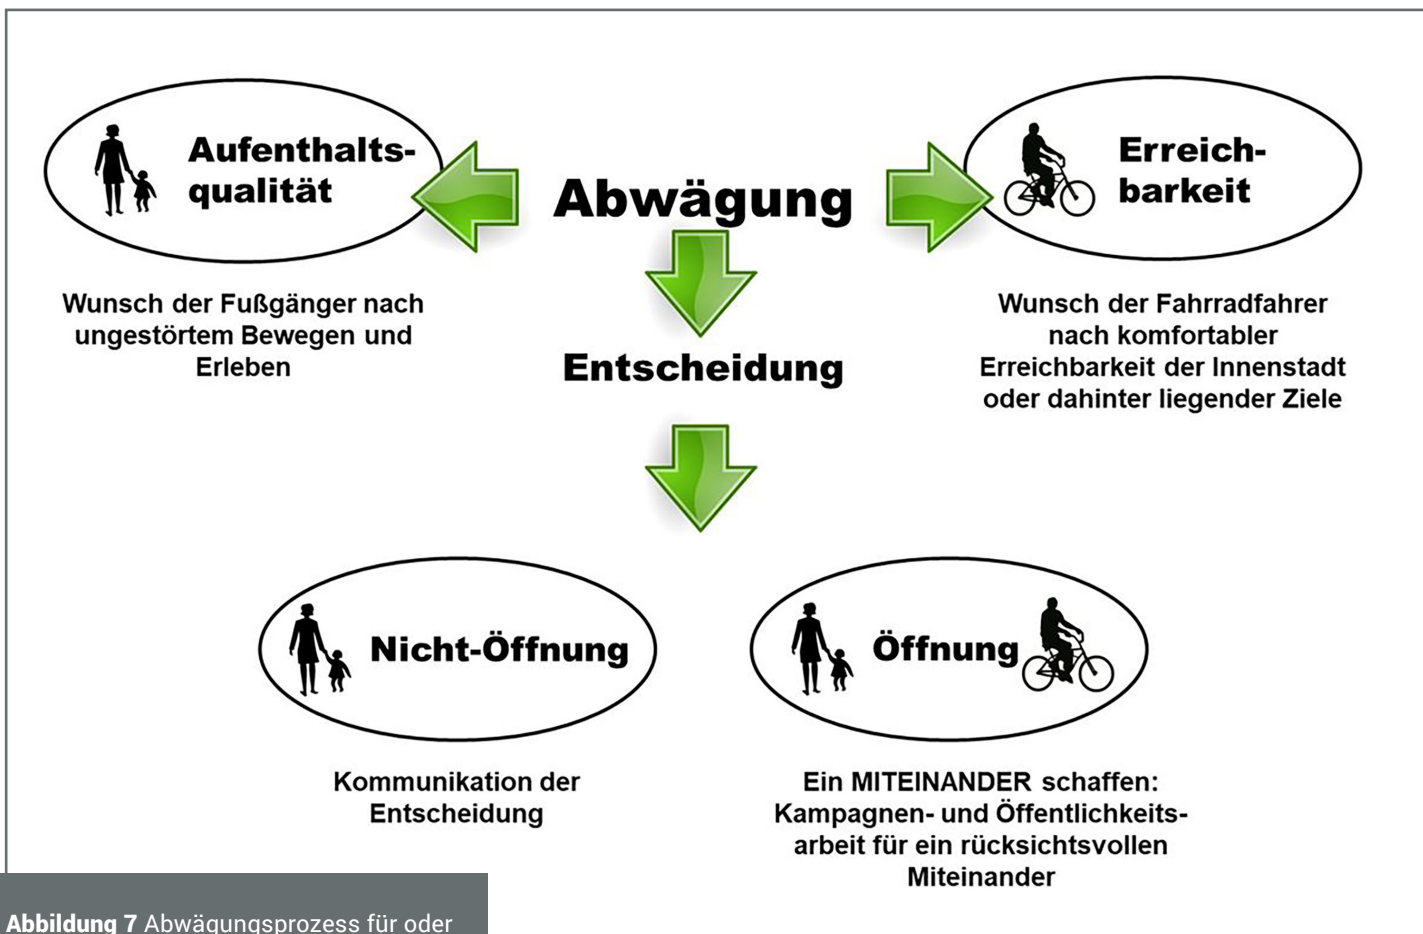 Aufenthalts-
qualität
Wunsch der Fußgänger nach
ungestörtem Bewegen und
Erleben
Abwägung
Erreich-
barkeit
Wunsch der Fahrradfahrer
nach komfortabler
Erreichbarkeit der Innenstadt
oder dahinter liegender Ziele
Entscheidung
Nicht-Öffnung
Kommunikation der
Entscheidung
Öffnung
Ein MITEINANDER schaffen:
Kampagnen- und Öffentlichkeits-
arbeit für ein rücksichtsvollen
Miteinander
Abbildung 7 Abwägungsprozess für oder